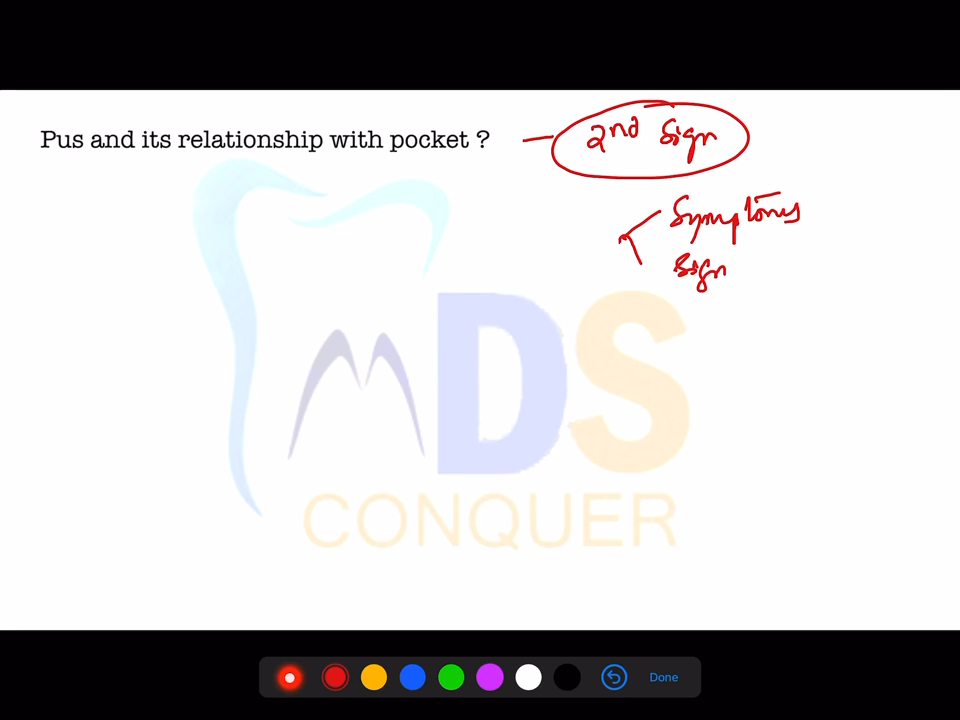 Pus and its relationship with pocket ? - 2nd Sign
Symptoms
Sign
MDS
CONQUER
Done